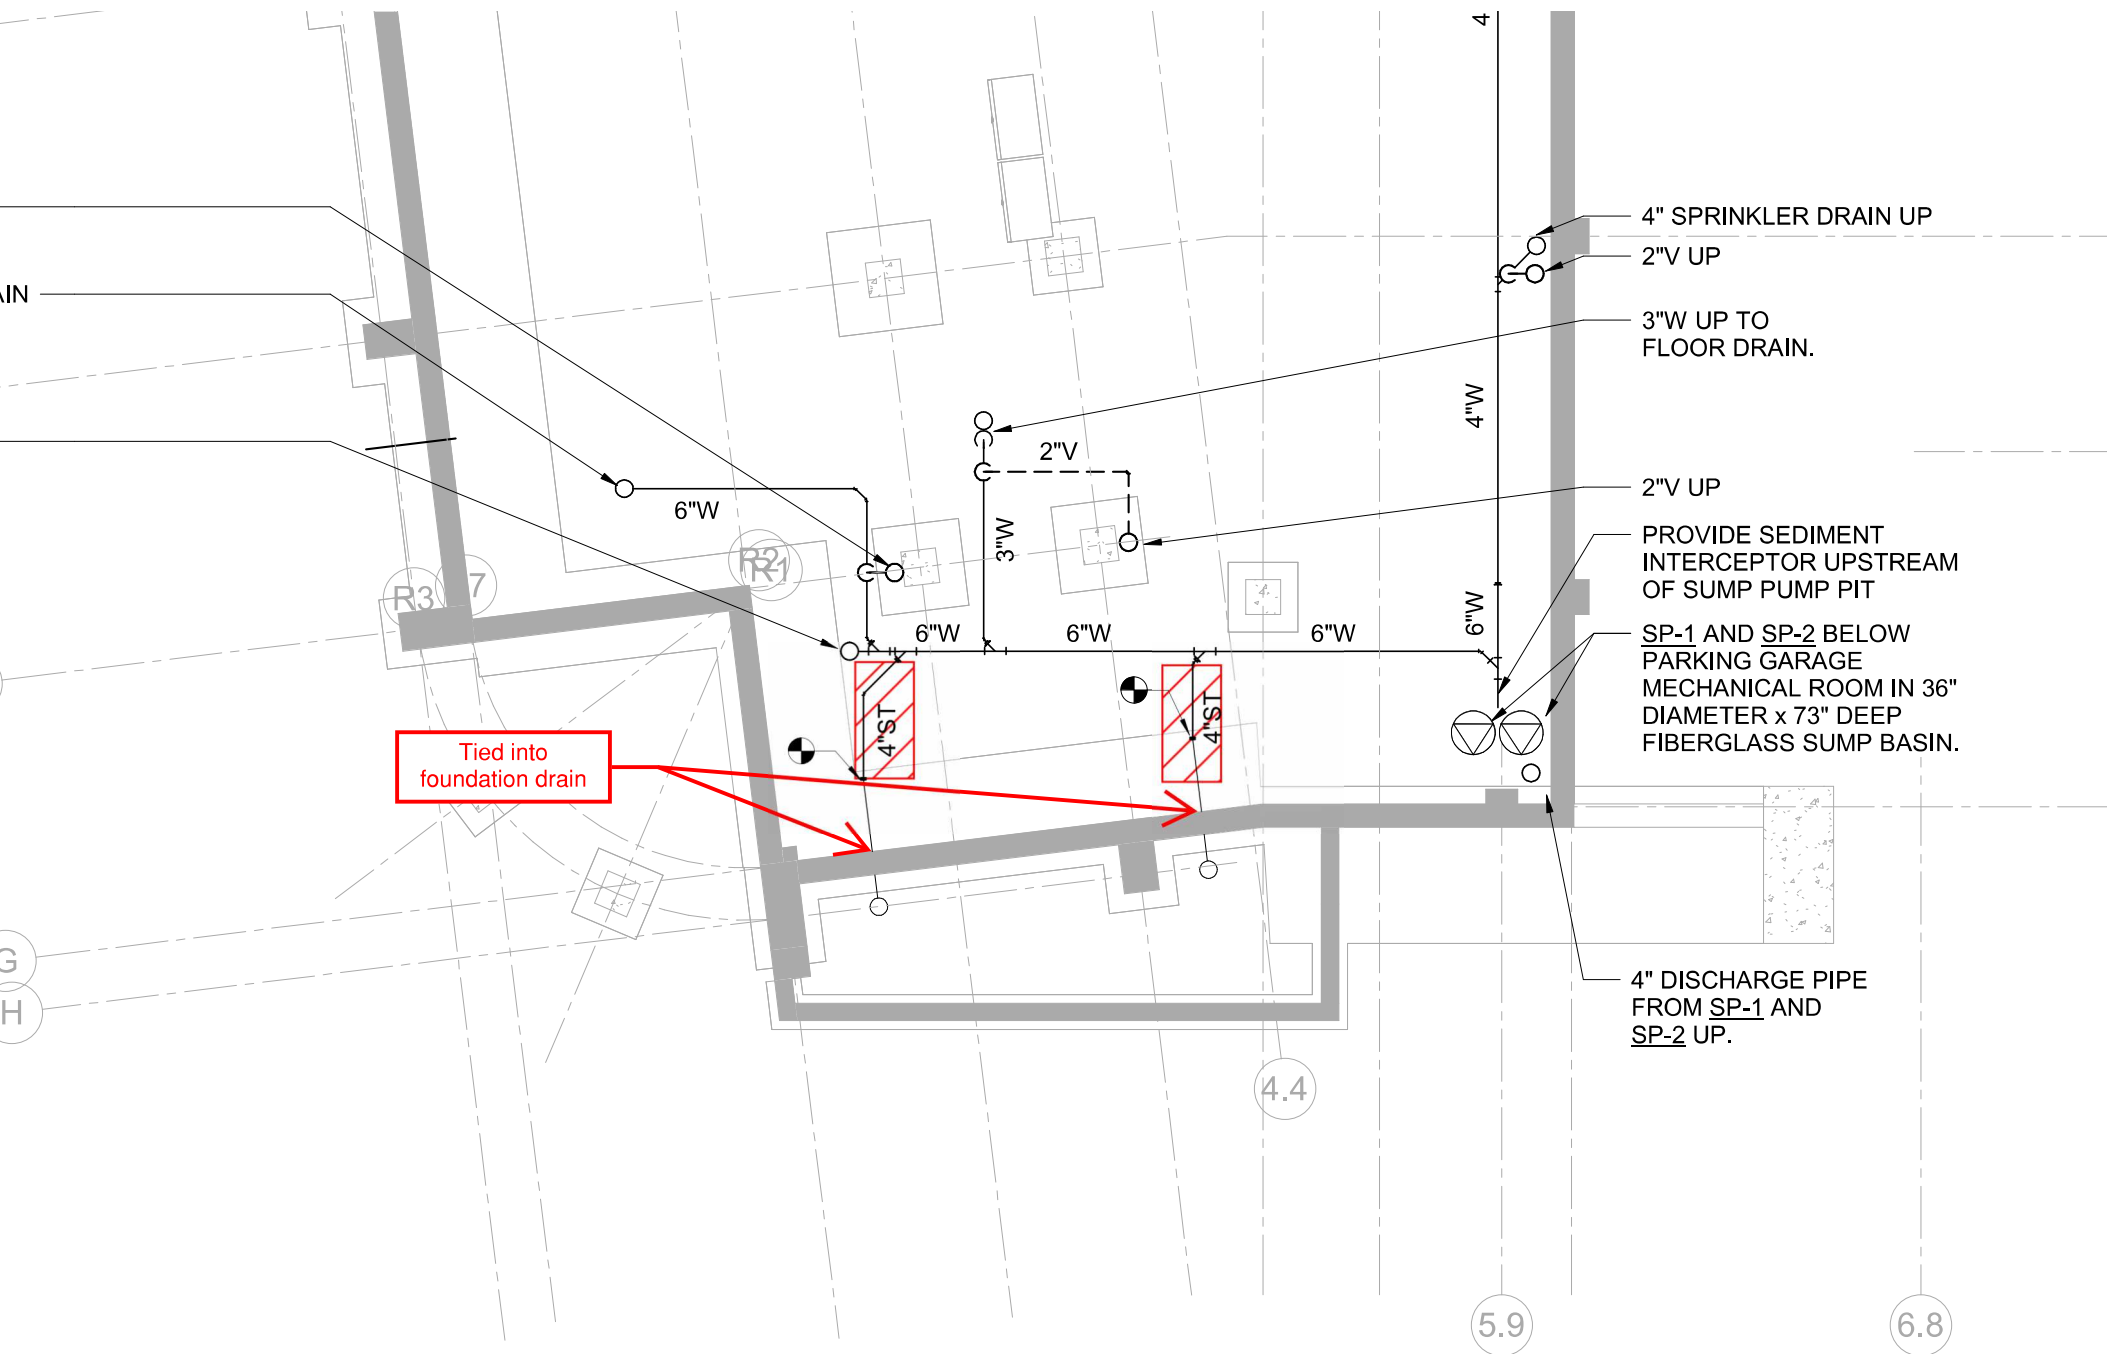 4
4" SPRINKLER DRAIN UP
2"V UP
AIN
3"W UP TO
FLOOR DRAIN.
4"W
2"V
2"V UP
6"W
3"W
PROVIDE SEDIMENT
INTERCEPTOR UPSTREAM
OF SUMP PUMP PIT
R2
R1
R3
7
6"W
6"W
6"W
6"W
SP-1 AND SP-2 BELOW
PARKING GARAGE
MECHANICAL ROOM IN 36"
DIAMETER x 73" DEEP
FIBERGLASS SUMP BASIN.
4"ST
4"ST
Tied into
foundation drain
G
H
4" DISCHARGE PIPE
FROM SP-1 AND
SP-2 UP.
4.4
5.9
6.8